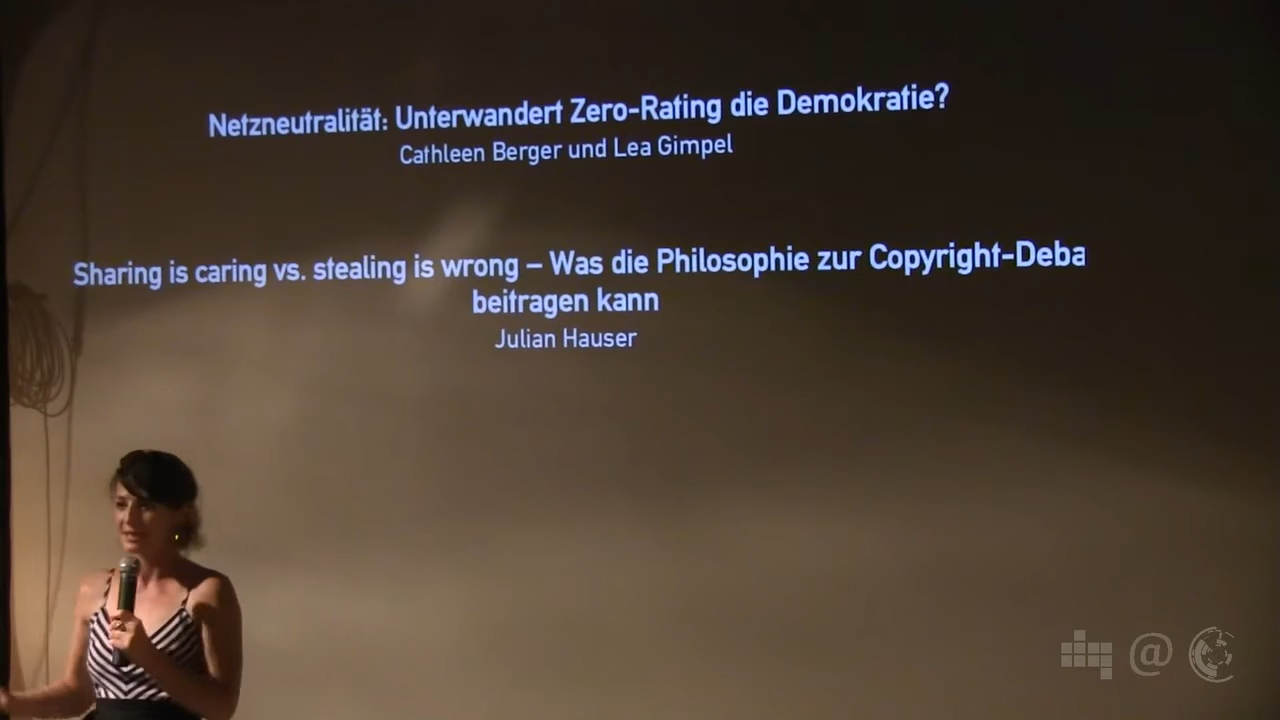 Netzneutralität: Unterwandert Zero-Rating die Demokratie?
Cathleen Berger und Lea Gimpel
Sharing is caring vs. stealing is wrong – Was die Philosophie zur Copyright-Deba
beitragen kann
Julian Hauser
@